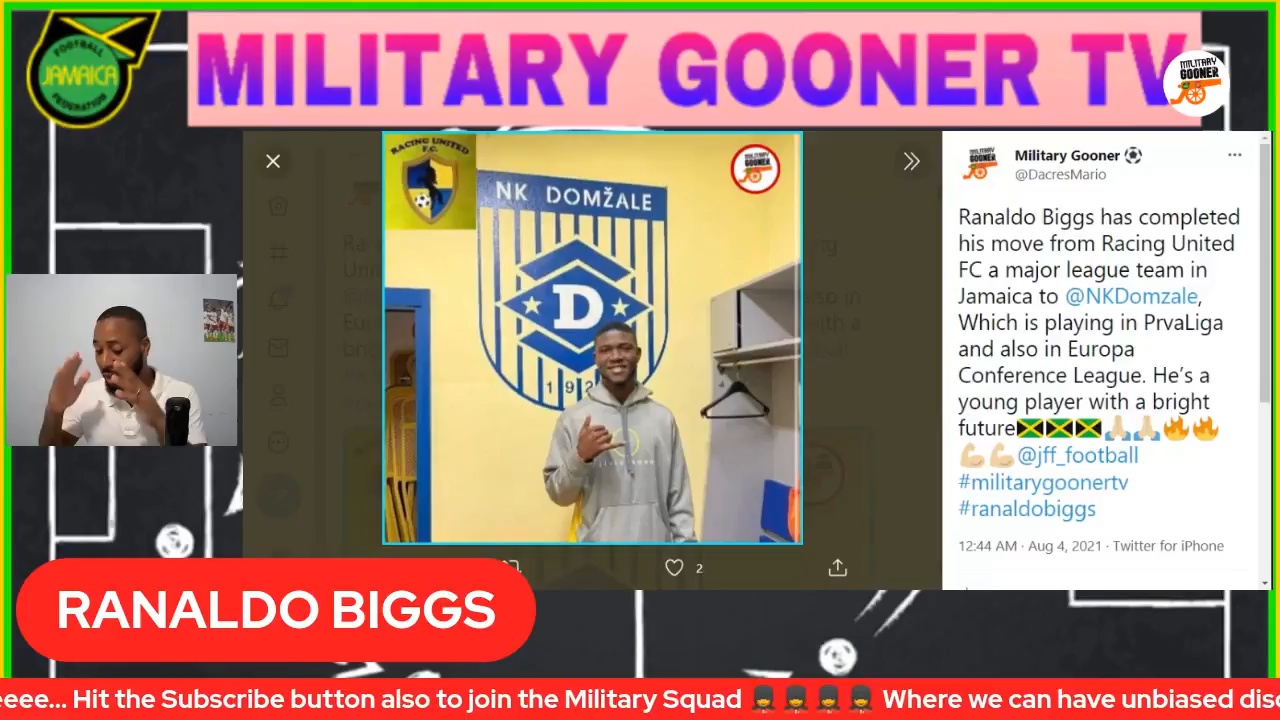 FOOTBALL
JAMAICA
FEDERATION
MILITARY GOONER TV
MILITARY
GOONER
RACING UNITED
F.C.
MILITARY
GOONER
NK DOMŽALE
D
192
Military Gooner
@DacresMario
Ranaldo Biggs has completed
his move from Racing United
FC a major league team in
Jamaica to @NKDomzale,
Which is playing in PrvaLiga
and also in Europa
Conference League. He's a
young player with a bright
future🇯🇲🇯🇲🇯🇲🙏🏼🙏🏼🔥🔥
💪🏼💪🏼@jff_football
#militarygoonertv
#ranaldobiggs
12:44 AM · Aug 4, 2021 · Twitter for iPhone
2
RANALDO BIGGS
eeee... Hit the Subscribe button also to join the Military Squad 💂🏾💂🏾💂🏾💂🏾 Where we can have unbiased disc